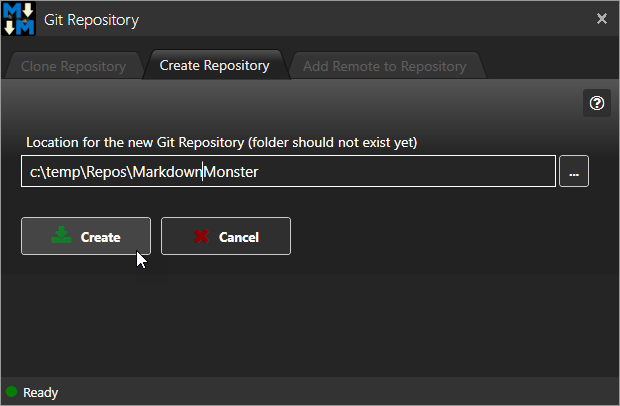 Git Repository
Clone Repository Create Repository Add Remote to Repository
Location for the new Git Repository (folder should not exist yet)
c:\temp\Repos\MarkdownMonster ...
Create Cancel
Ready